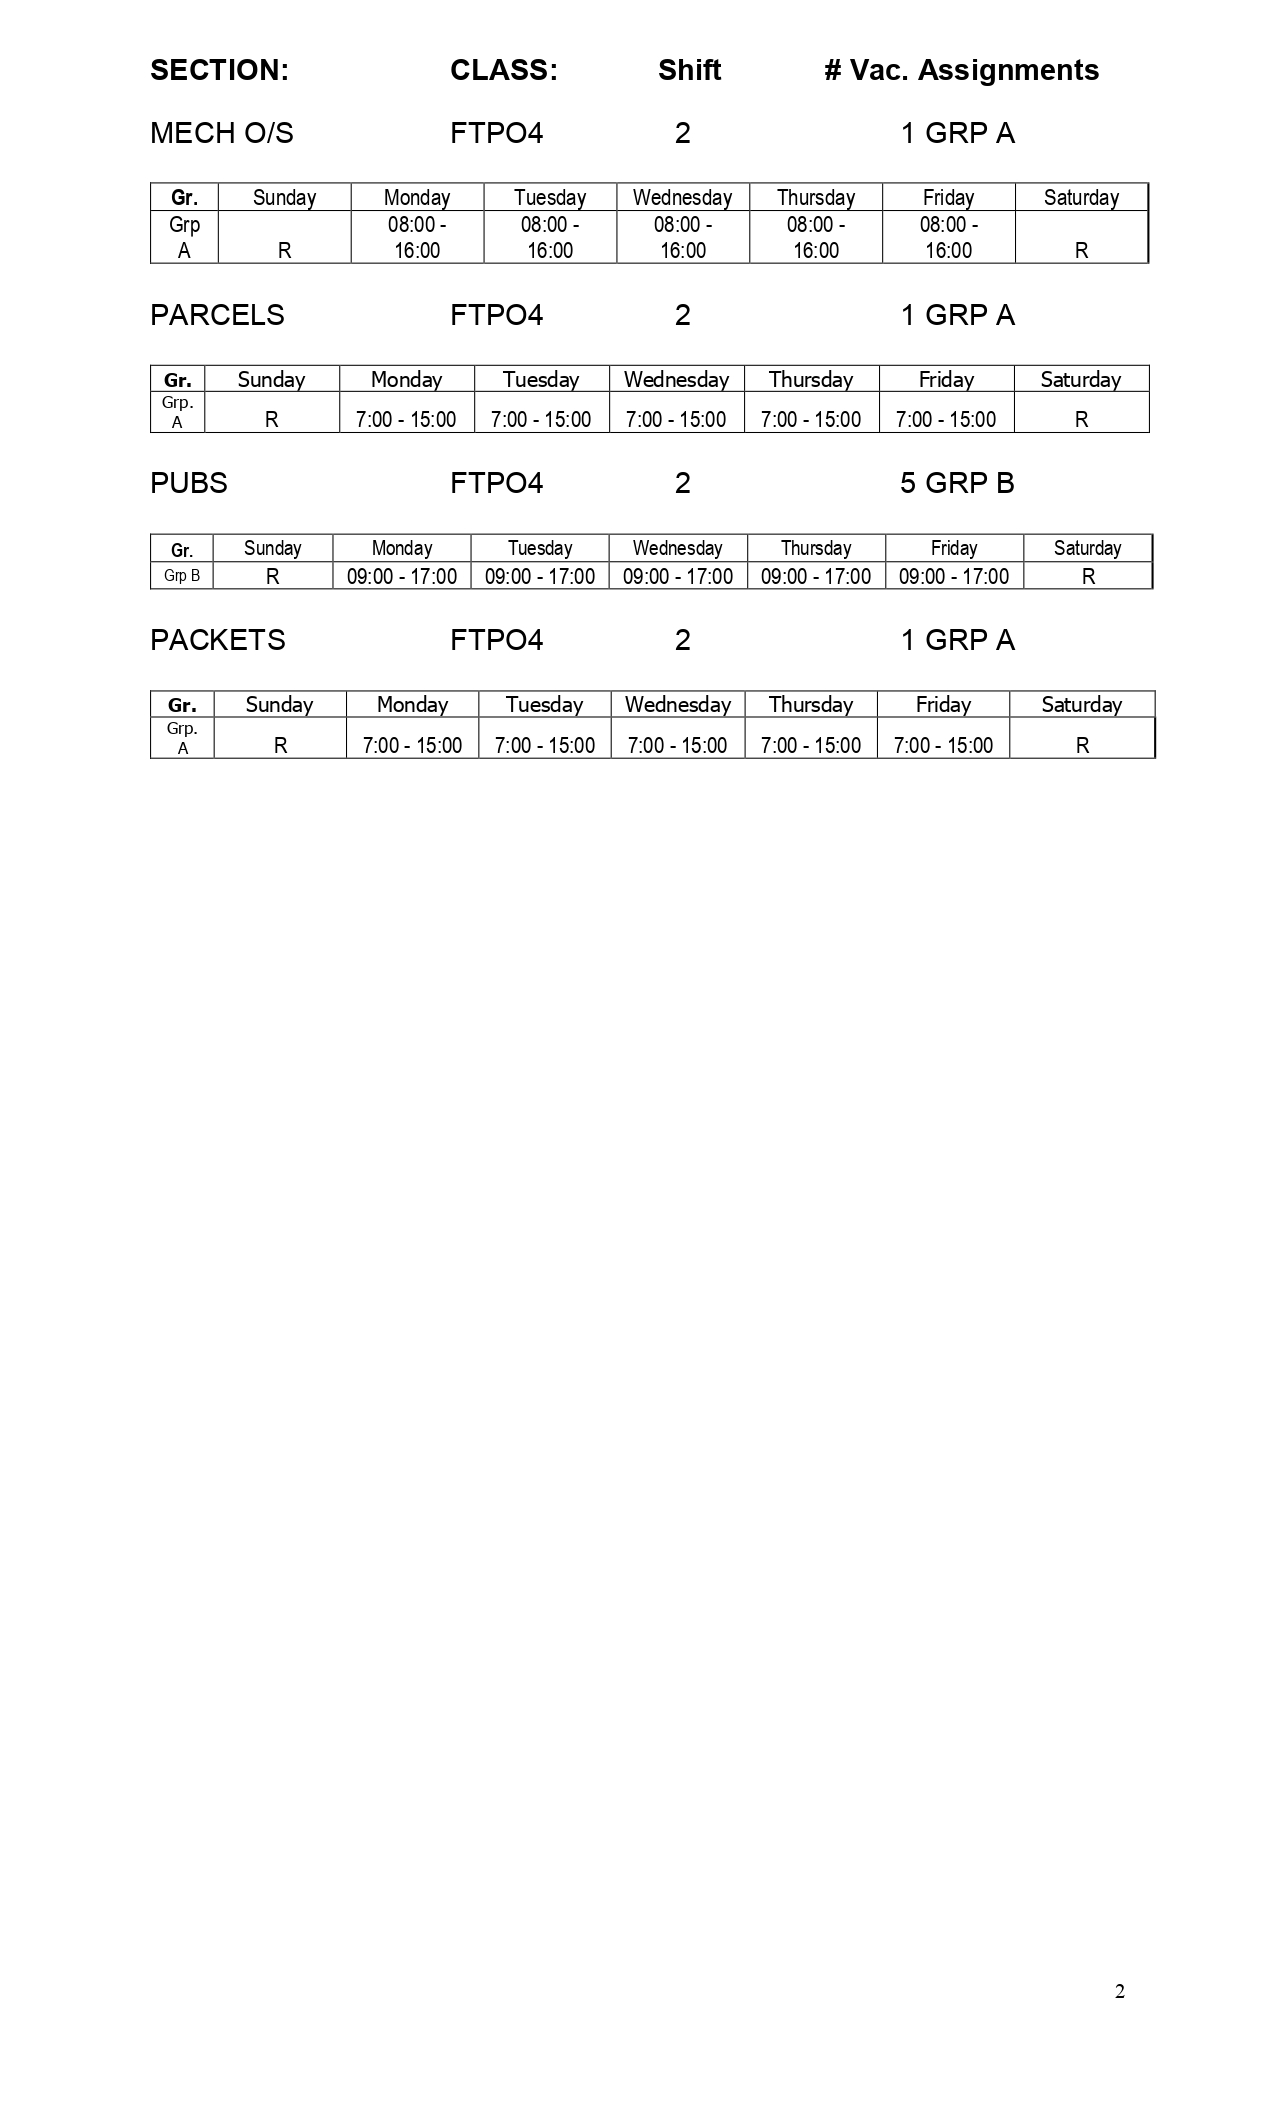 SECTION: CLASS: Shift # Vac. Assignments
MECH O/S FTPO4 2 1 GRP A
Gr. Sunday Monday Tuesday Wednesday Thursday Friday Saturday
Grp 08:00 - 08:00 - 08:00 - 08:00 - 08:00 -
A R 16:00 16:00 16:00 16:00 16:00 R
PARCELS FTPO4 2 1 GRP A
Gr. Sunday Monday Tuesday Wednesday Thursday Friday Saturday
Grp.
A R 7:00 - 15:00 7:00 - 15:00 7:00 - 15:00 7:00 - 15:00 7:00 - 15:00 R
PUBS FTPO4 2 5 GRP B
Gr. Sunday Monday Tuesday Wednesday Thursday Friday Saturday
Grp B R 09:00 - 17:00 09:00 - 17:00 09:00 - 17:00 09:00 - 17:00 09:00 - 17:00 R
PACKETS FTPO4 2 1 GRP A
Gr. Sunday Monday Tuesday Wednesday Thursday Friday Saturday
Grp.
A R 7:00 - 15:00 7:00 - 15:00 7:00 - 15:00 7:00 - 15:00 7:00 - 15:00 R
2